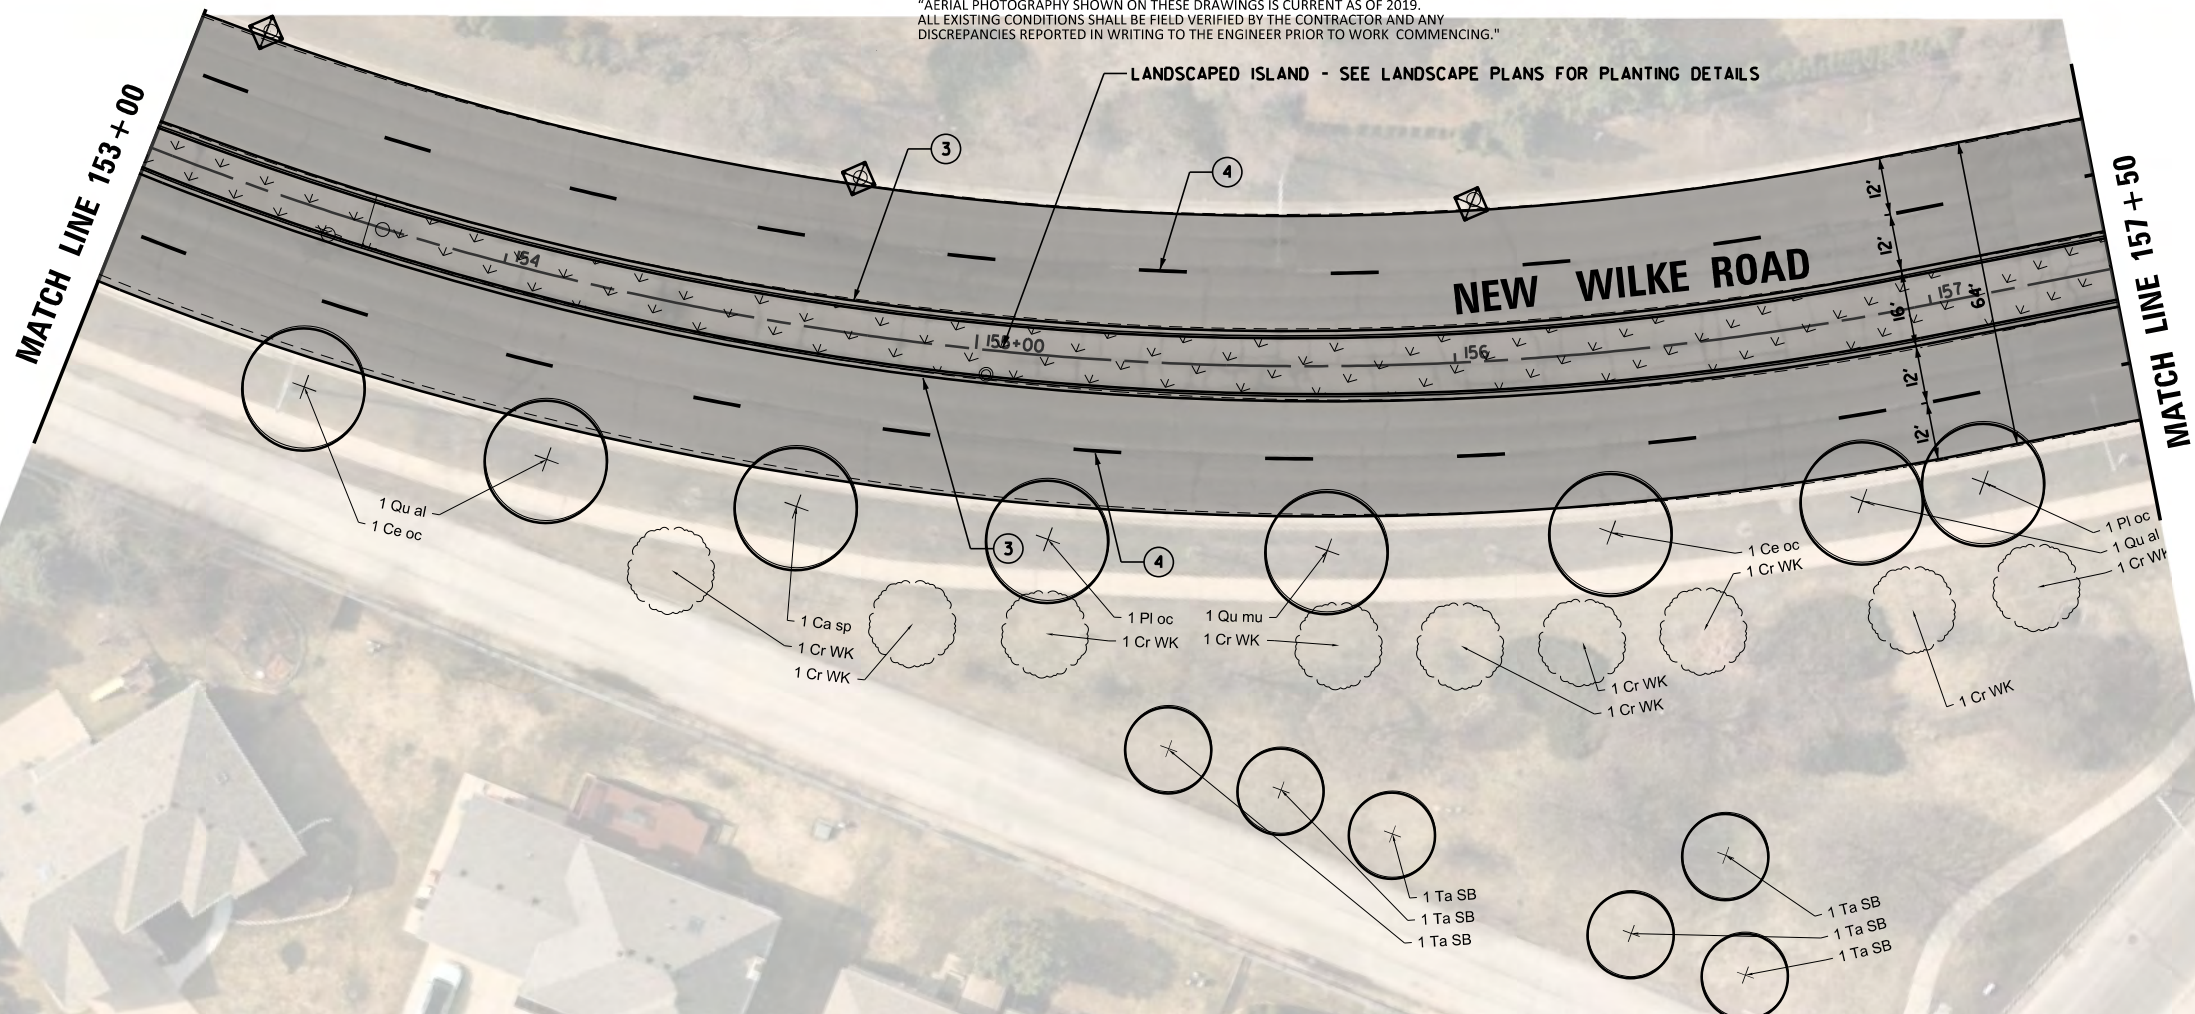 "AERIAL PHOTOGRAPHY SHOWN ON THESE DRAWINGS IS CURRENT AS OF 2019.
ALL EXISTING CONDITIONS SHALL BE FIELD VERIFIED BY THE CONTRACTOR AND ANY
DISCREPANCIES REPORTED IN WRITING TO THE ENGINEER PRIOR TO WORK COMMENCING."
LANDSCAPED ISLAND - SEE LANDSCAPE PLANS FOR PLANTING DETAILS
MATCH LINE 153+00
MATCH LINE 157+50
3
4
NEW WILKE ROAD
154
155+00
156
157
12'
12'
16'
64'
12'
12'
3
4
1 Qu al
1 Ce oc
1 Ca sp
1 Cr WK
1 Cr WK
1 Pl oc
1 Cr WK
1 Qu mu
1 Cr WK
1 Ce oc
1 Cr WK
1 Cr WK
1 Cr WK
1 Pl oc
1 Qu al
1 Cr WK
1 Cr WK
1 Ta SB
1 Ta SB
1 Ta SB
1 Ta SB
1 Ta SB
1 Ta SB